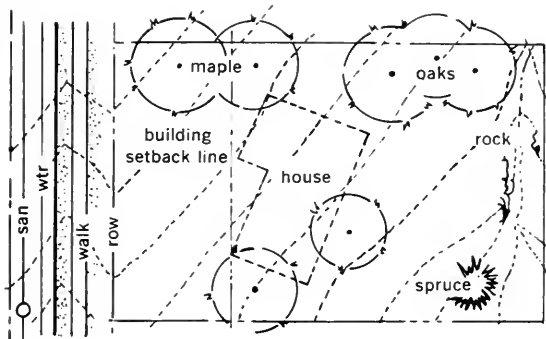 maple
oaks
building
setback line
rock
house
san
wtr
walk
row
spruce